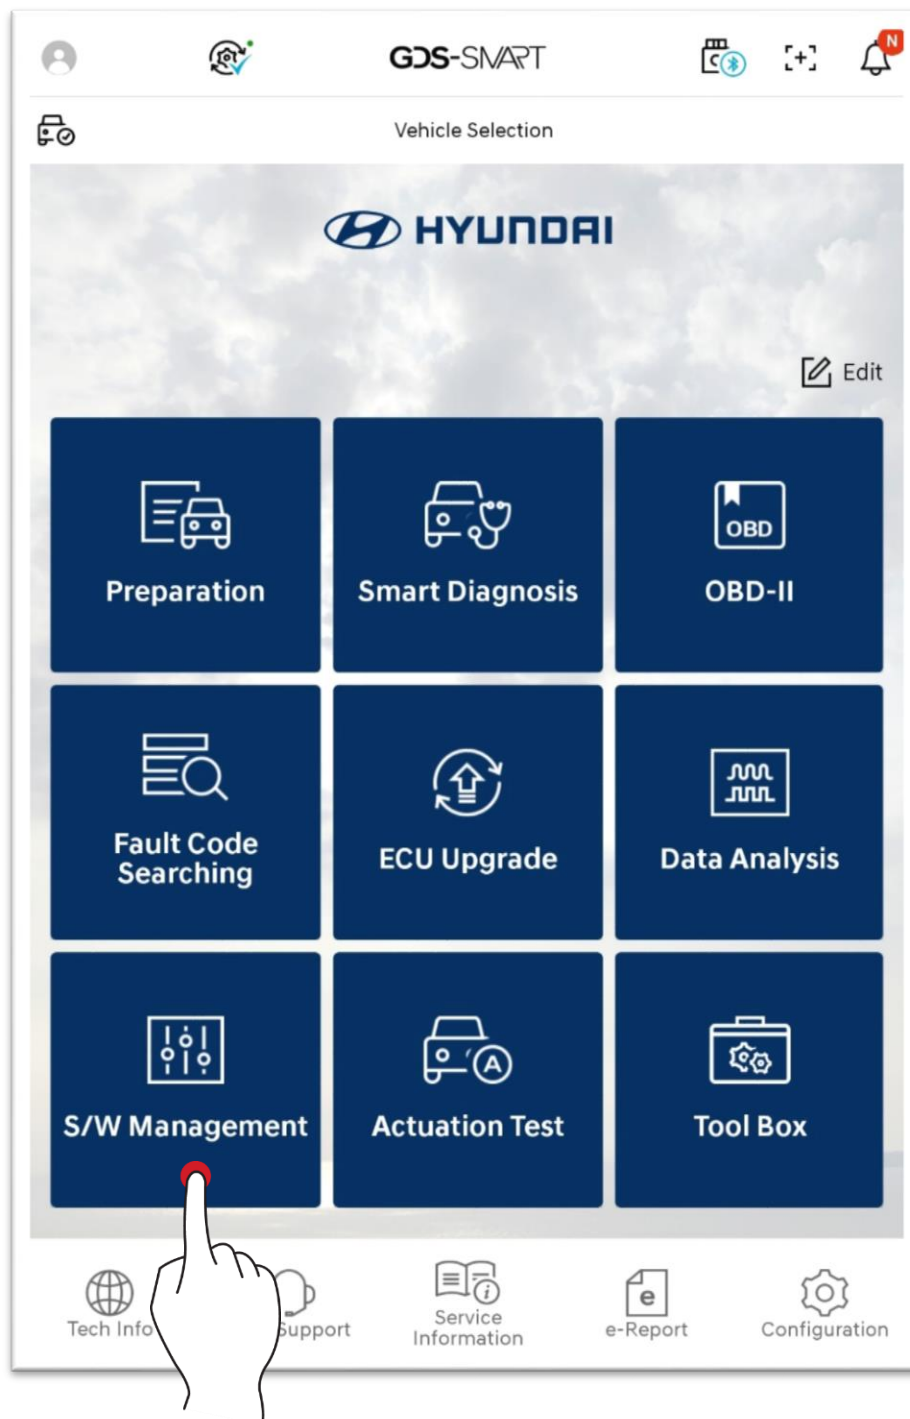 GDS-SMART
N
Vehicle Selection
HYUNDAI
Edit
Preparation
Smart Diagnosis
OBD
OBD-II
Fault Code
Searching
ECU Upgrade
Data Analysis
S/W Management
A
Actuation Test
Tool Box
Tech Info
Support
i
Service
Information
e
e-Report
Configuration